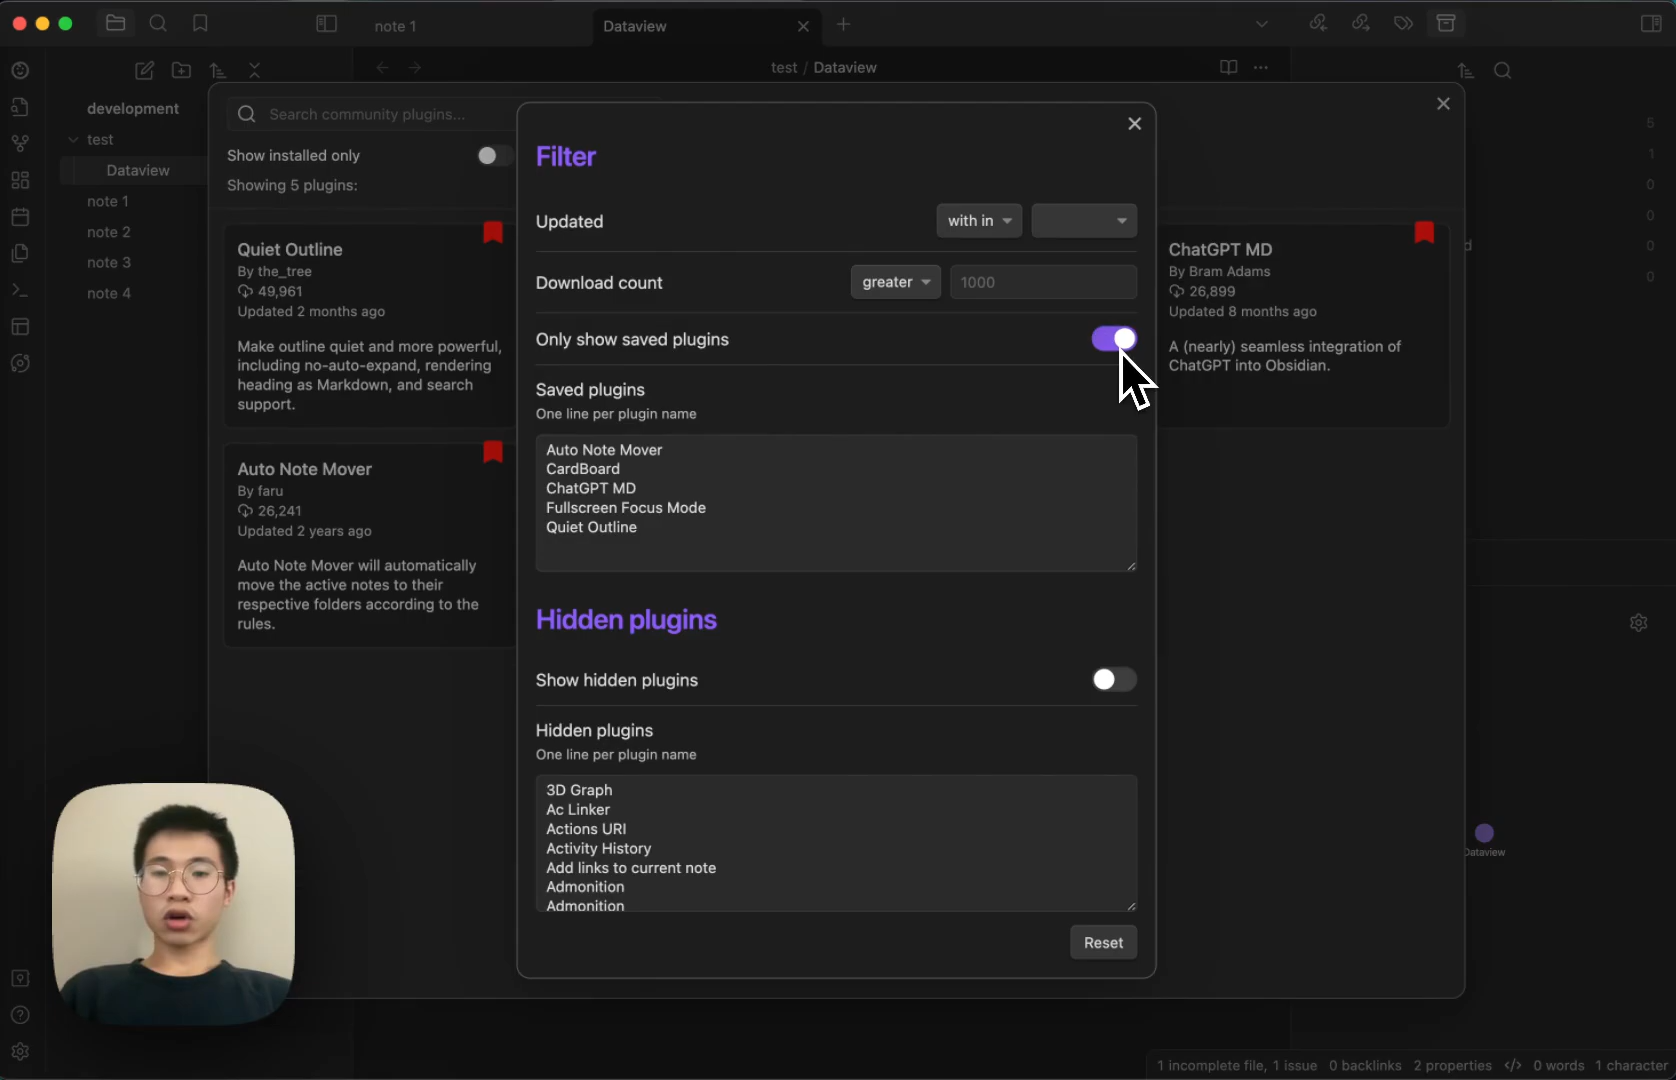 note 1
Dataview
test / Dataview
development
test
Dataview
note 1
note 2
note 3
note 4
Search community plugins...
Show installed only
Showing 5 plugins:
Quiet Outline
By the_tree
49,961
Updated 2 months ago
Make outline quiet and more powerful,
including no-auto-expand, rendering
heading as Markdown, and search
support.
Auto Note Mover
By faru
26,241
Updated 2 years ago
Auto Note Mover will automatically
move the active notes to their
respective folders according to the
rules.
Filter
Updated
with in
Download count
greater
1000
Only show saved plugins
Saved plugins
One line per plugin name
Auto Note Mover
CardBoard
ChatGPT MD
Fullscreen Focus Mode
Quiet Outline
Hidden plugins
Show hidden plugins
Hidden plugins
One line per plugin name
3D Graph
Ac Linker
Actions URI
Activity History
Add links to current note
Admonition
Admonition
Reset
ChatGPT MD
By Bram Adams
26,899
Updated 8 months ago
A (nearly) seamless integration of
ChatGPT into Obsidian.
5
1
0
0
d
0
0
Dataview
1 incomplete file, 1 issue 0 backlinks 2 properties </> 0 words 1 character